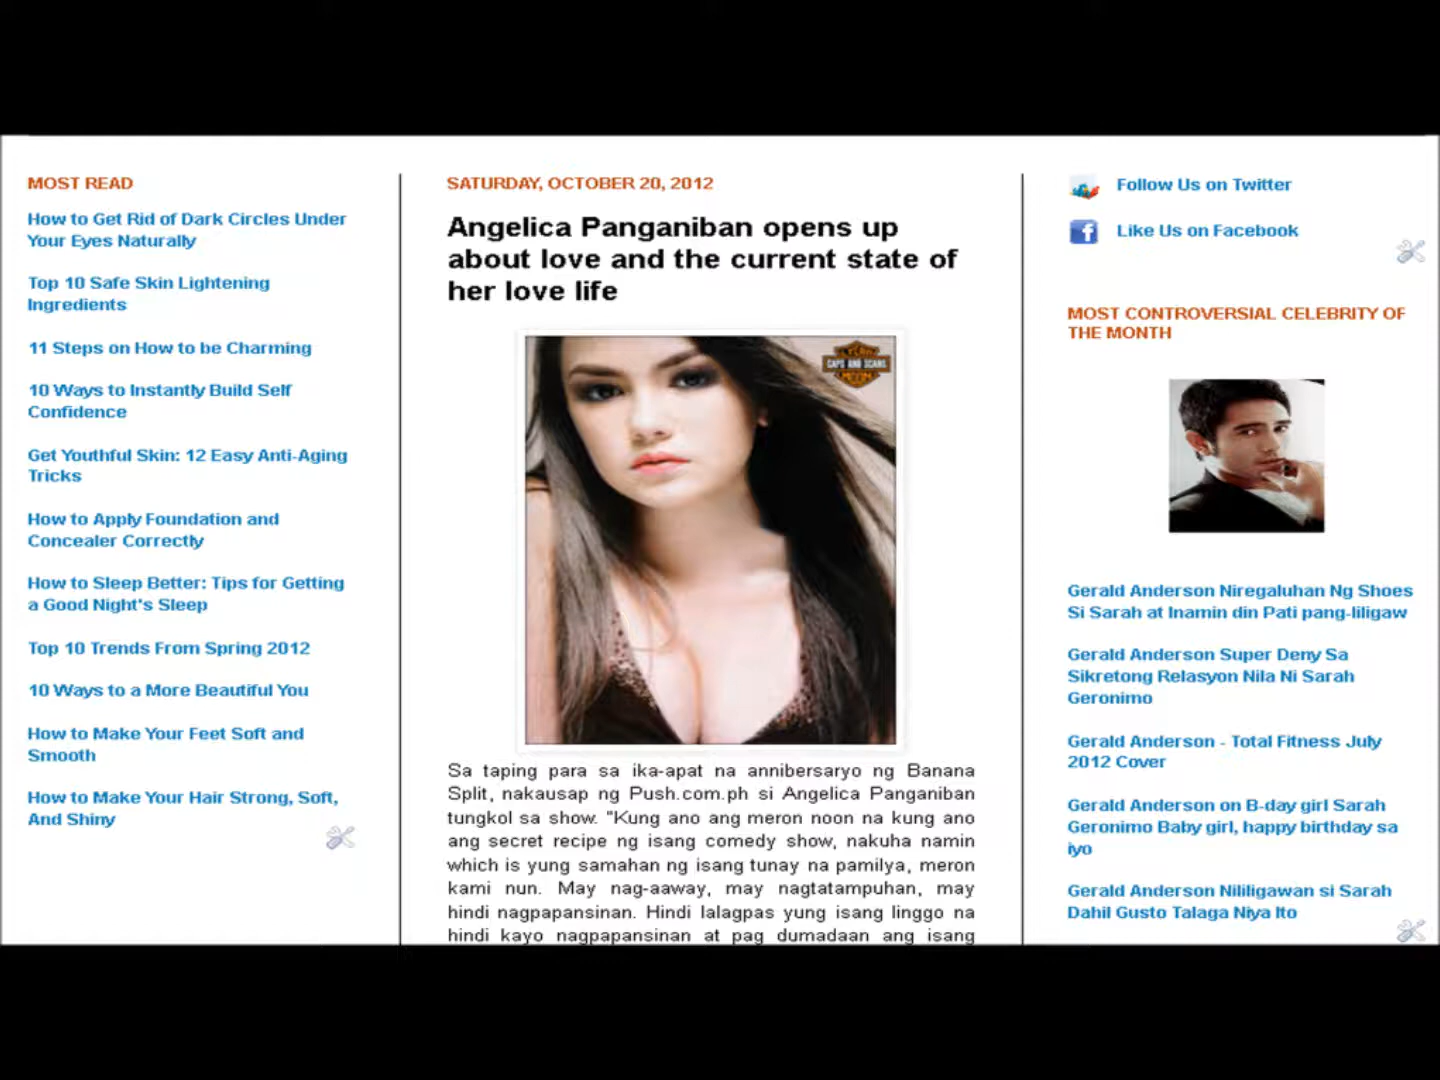 MOST READ
How to Get Rid of Dark Circles Under
Your Eyes Naturally
Top 10 Safe Skin Lightening
Ingredients
11 Steps on How to be Charming
10 Ways to Instantly Build Self
Confidence
Get Youthful Skin: 12 Easy Anti-Aging
Tricks
How to Apply Foundation and
Concealer Correctly
How to Sleep Better: Tips for Getting
a Good Night's Sleep
Top 10 Trends From Spring 2012
10 Ways to a More Beautiful You
How to Make Your Feet Soft and
Smooth
How to Make Your Hair Strong, Soft,
And Shiny
SATURDAY, OCTOBER 20, 2012
Angelica Panganiban opens up
about love and the current state of
her love life
CAPS AND SCANS
Sa taping para sa ika-apat na annibersaryo ng Banana
Split, nakausap ng Push.com.ph si Angelica Panganiban
tungkol sa show. "Kung ano ang meron noon na kung ano
ang secret recipe ng isang comedy show, nakuha namin
which is yung samahan ng isang tunay na pamilya, meron
kami nun. May nag-aaway, may nagtatampuhan, may
hindi nagpapansinan. Hindi lalagpas yung isang linggo na
hindi kayo nagpapansinan at pag dumadaan ang isang
Follow Us on Twitter
Like Us on Facebook
MOST CONTROVERSIAL CELEBRITY OF
THE MONTH
Gerald Anderson Niregaluhan Ng Shoes
Si Sarah at Inamin din Pati pang-liligaw
Gerald Anderson Super Deny Sa
Sikretong Relasyon Nila Ni Sarah
Geronimo
Gerald Anderson - Total Fitness July
2012 Cover
Gerald Anderson on B-day girl Sarah
Geronimo Baby girl, happy birthday sa
iyo
Gerald Anderson Nililigawan si Sarah
Dahil Gusto Talaga Niya Ito